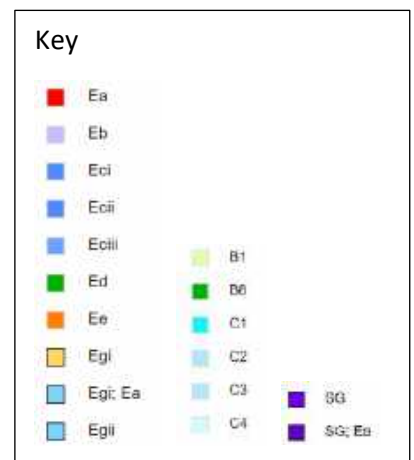 Key
Ea
Eb
Eci
Ecii
Eciii
Ed
Ee
Egi
Egi; Ea
Egii
B1
B8
C1
C2
C3
C4
SG
SG; Ea